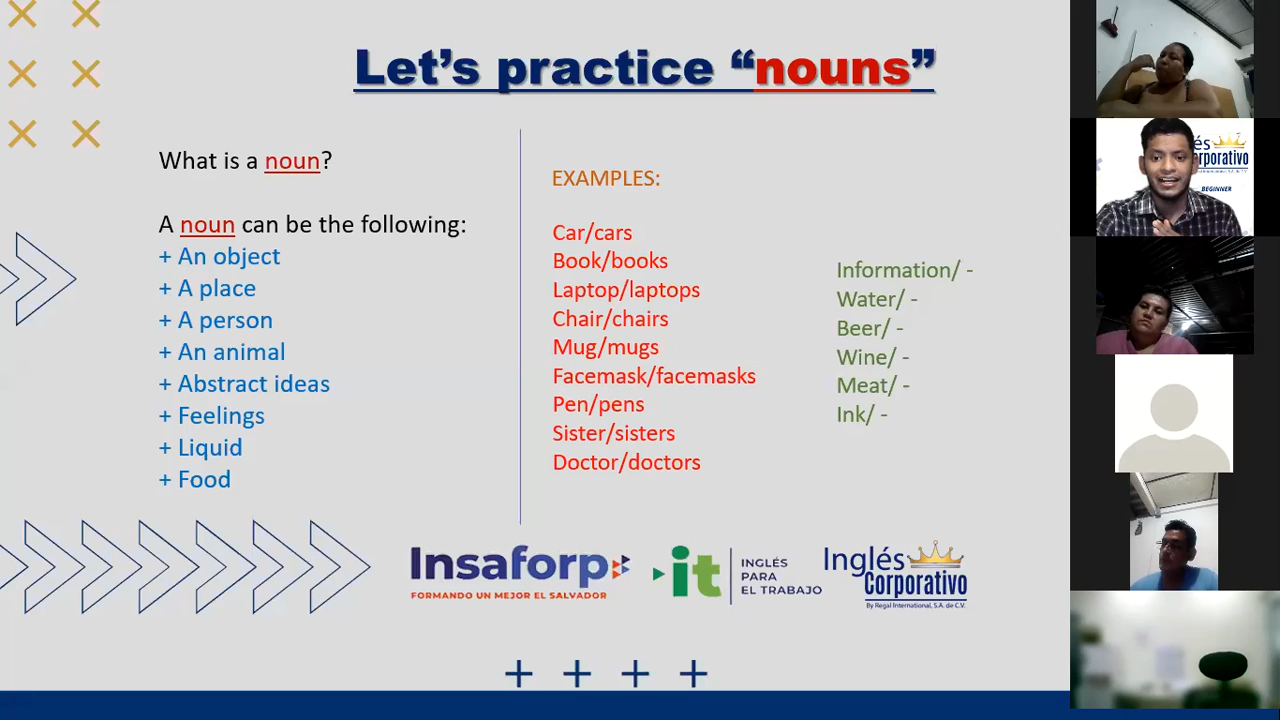 Let's practice “nouns”
What is a noun?
A noun can be the following:
+ An object
+ A place
+ A person
+ An animal
+ Abstract ideas
+ Feelings
+ Liquid
+ Food
EXAMPLES:
Car/cars
Book/books
Laptop/laptops
Chair/chairs
Mug/mugs
Facemask/facemasks
Pen/pens
Sister/sisters
Doctor/doctors
Information/ -
Water/ -
Beer/ -
Wine/ -
Meat/ -
Ink/ -
Insaforp
FORMANDO UN MEJOR EL SALVADOR
it
INGLÉS
PARA
EL TRABAJO
Inglés
Corporativo
By Regal International, S.A. de C.V.
és
orporativo
BEGINNER